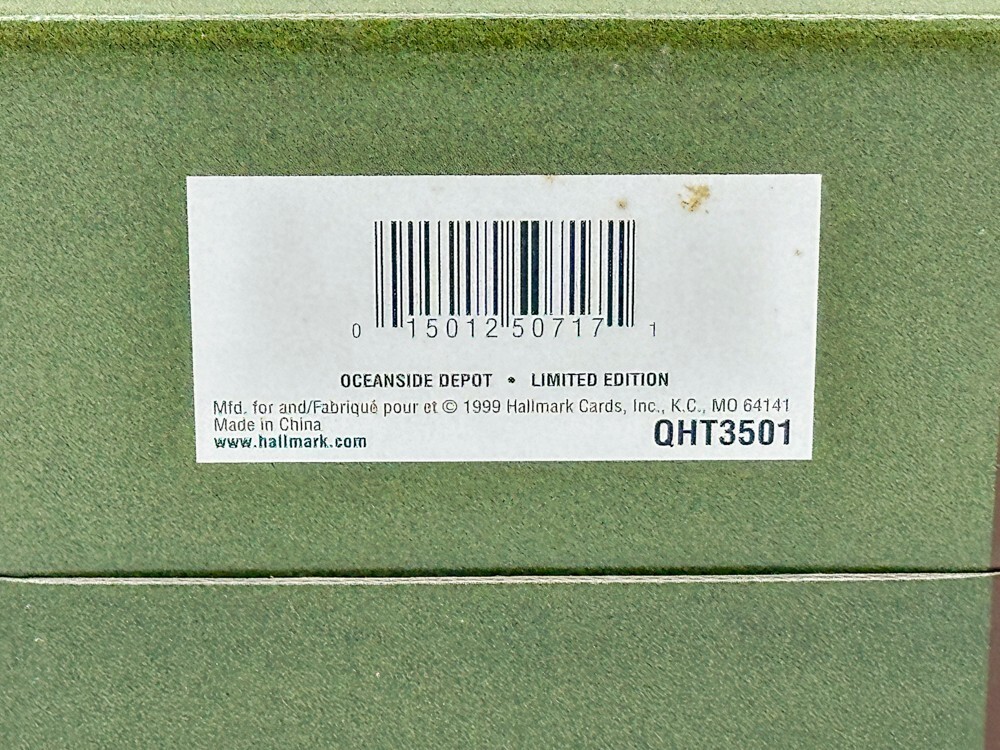 0 15012 50717 1
OCEANSIDE DEPOT • LIMITED EDITION
Mfd. for and/Fabriqué pour et © 1999 Hallmark Cards, Inc., K.C., MO 64141
Made in China
www.hallmark.com
QHT3501